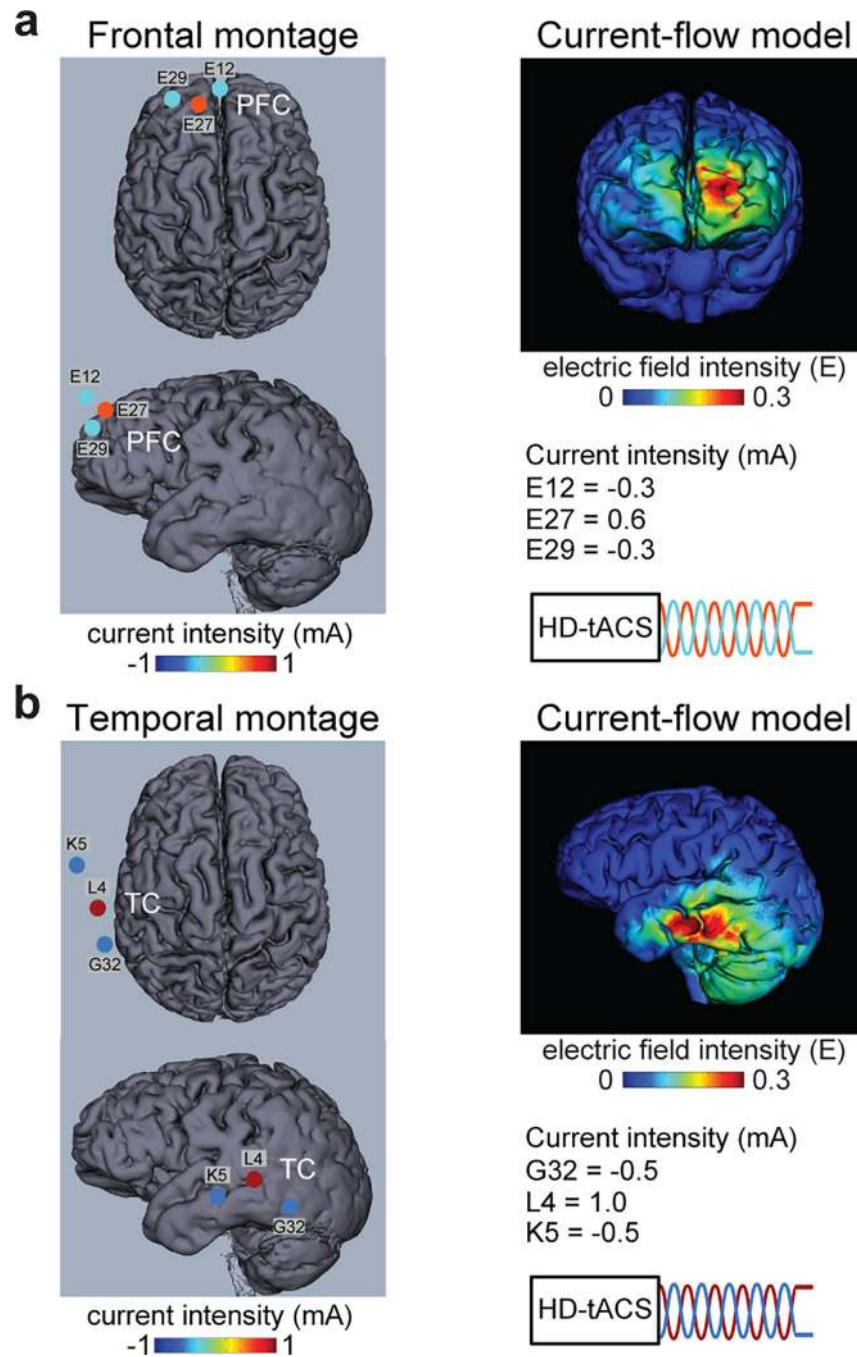 a
Frontal montage
E29
E12
PFC
E27
E12
E27
E29
PFC
current intensity (mA)
-1
1
Current-flow model
electric field intensity (E)
0
0.3
Current intensity (mA)
E12 = -0.3
E27 = 0.6
E29 = -0.3
HD-tACS
b
Temporal montage
K5
L4
TC
G32
L4
TC
K5
G32
current intensity (mA)
-1
1
Current-flow model
electric field intensity (E)
0
0.3
Current intensity (mA)
G32 = -0.5
L4 = 1.0
K5 = -0.5
HD-tACS